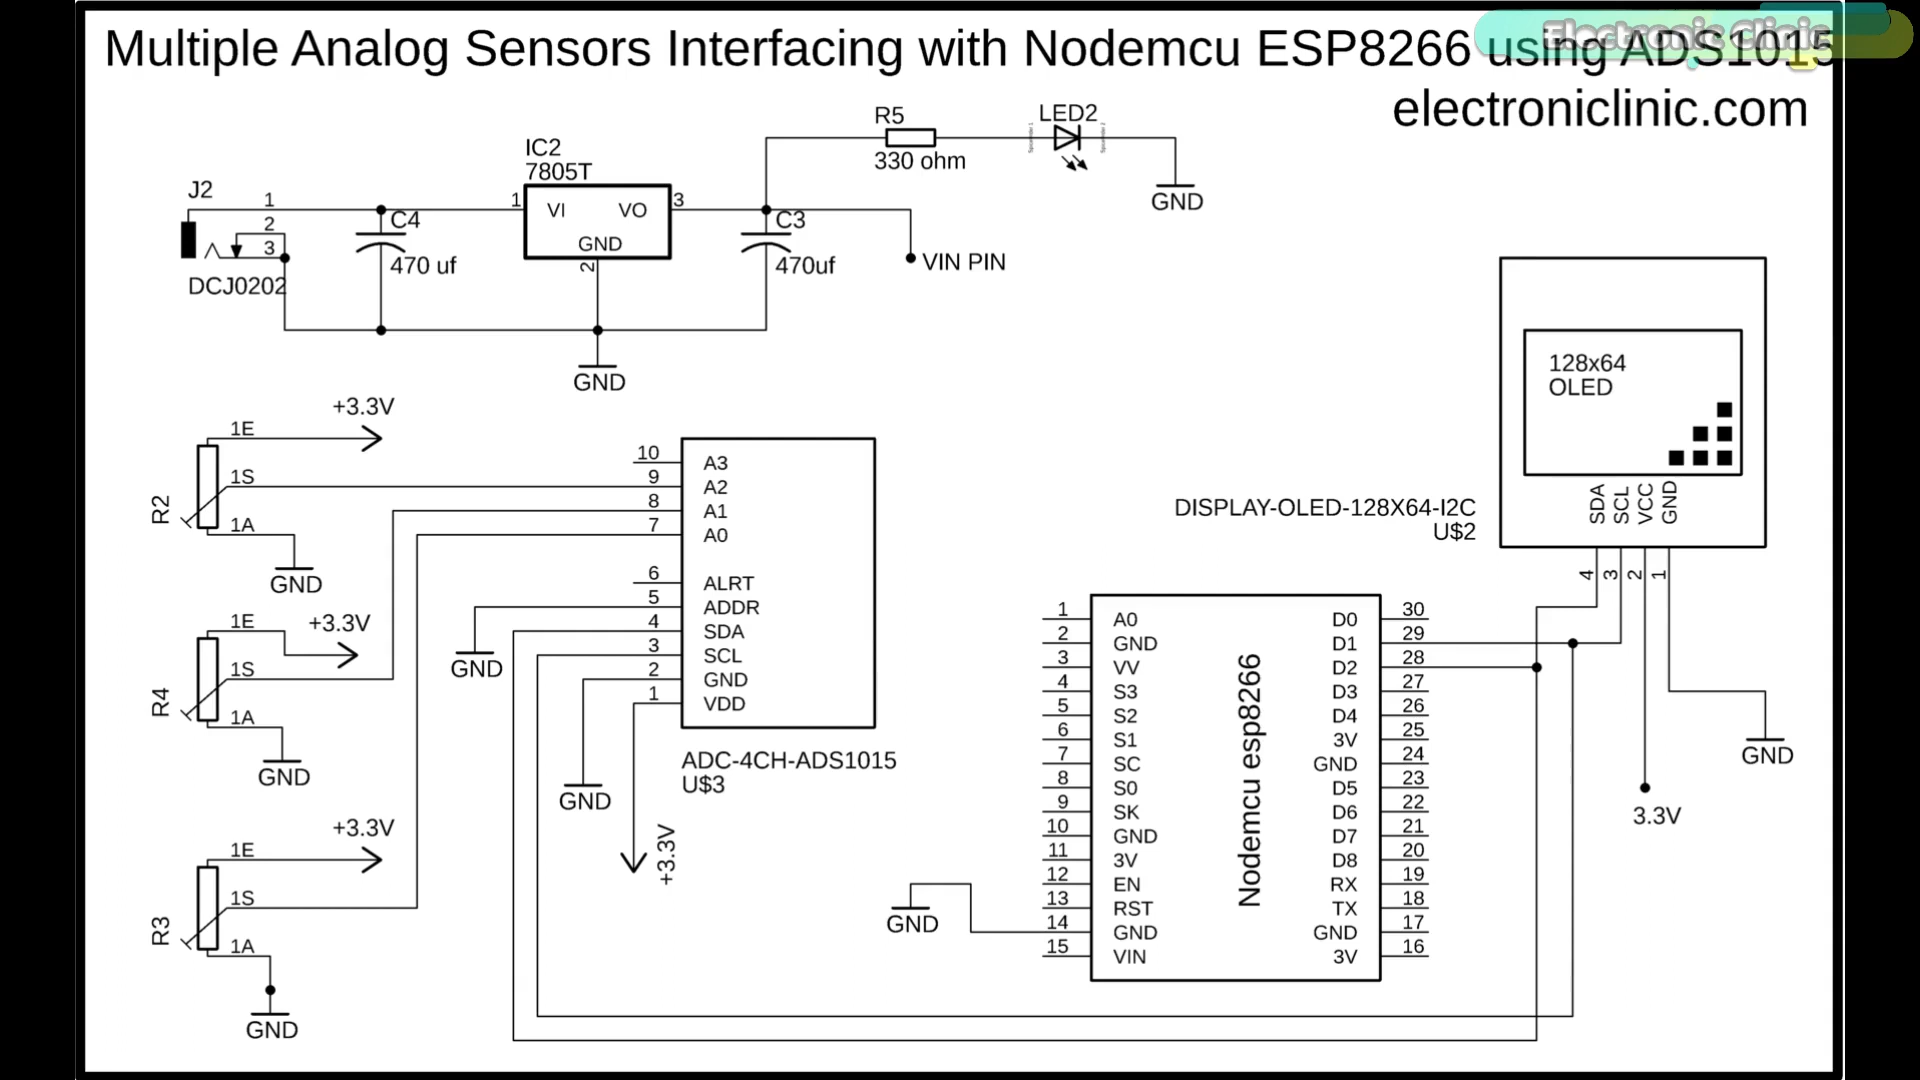 Multiple Analog Sensors Interfacing with Nodemcu ESP8266 using ADS1015
Electronic Clinic
electroniclinic.com
R5
330 ohm
LED2
GND
IC2
7805T
1
VI
VO
3
GND
2
J2
1
2
3
DCJ0202
C4
470 uf
C3
470uf
VIN PIN
GND
128x64
OLED
SDA
SCL
VCC
GND
4
3
2
1
DISPLAY-OLED-128X64-I2C
U$2
GND
3.3V
+3.3V
1E
1S
1A
R2
GND
+3.3V
1E
1S
1A
R4
GND
+3.3V
1E
1S
1A
R3
GND
10 A3
9 A2
8 A1
7 A0
6 ALRT
5 ADDR
4 SDA
3 SCL
2 GND
1 VDD
ADC-4CH-ADS1015
U$3
GND
GND
+3.3V
Nodemcu esp8266
1 A0 D0 30
2 GND D1 29
3 VV D2 28
4 S3 D3 27
5 S2 D4 26
6 S1 3V 25
7 SC GND 24
8 S0 D5 23
9 SK D6 22
10 GND D7 21
11 3V D8 20
12 EN RX 19
13 RST TX 18
14 GND GND 17
15 VIN 3V 16
GND